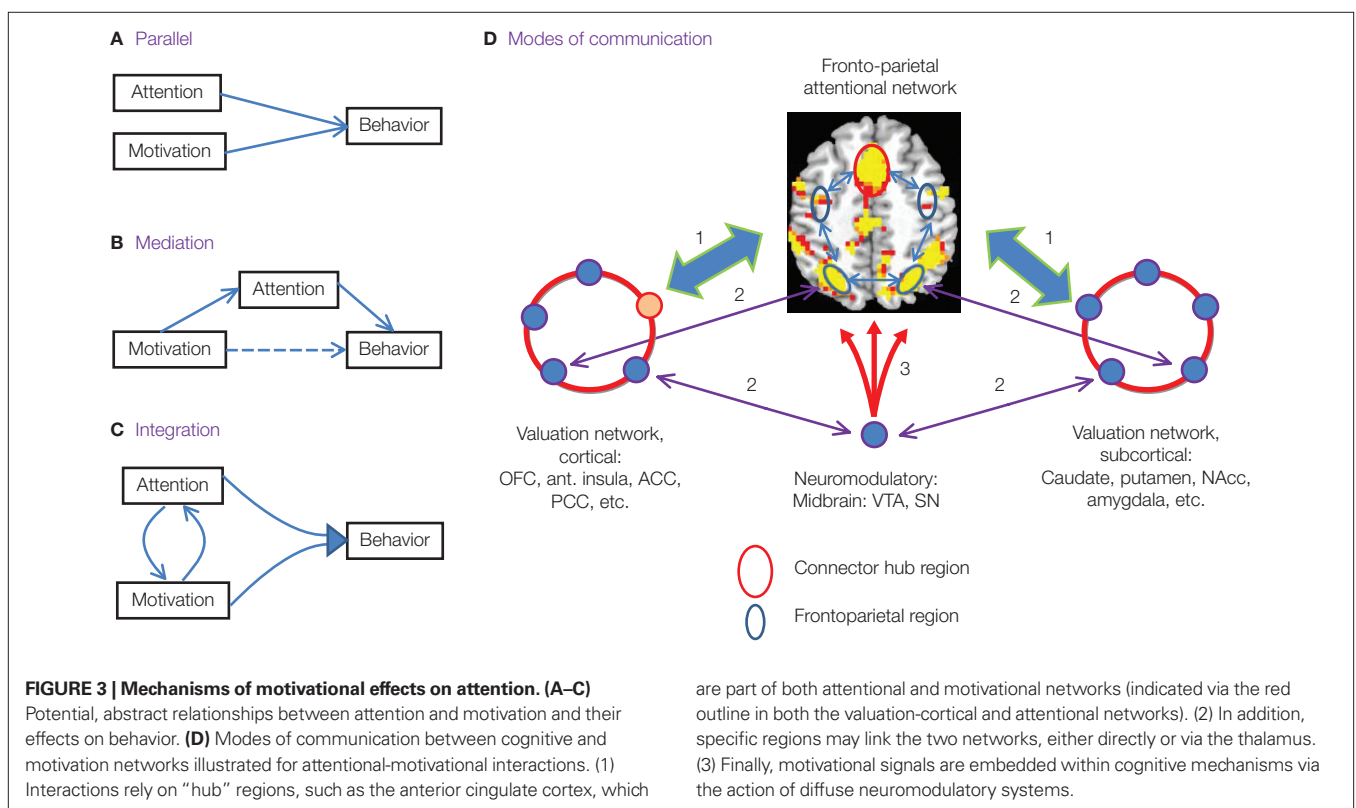 A Parallel
Attention
Motivation
Behavior
B Mediation
Attention
Motivation
Behavior
C Integration
Attention
Motivation
Behavior
D Modes of communication
Fronto-parietal
attentional network
1
1
2
2
3
2
2
Valuation network,
cortical:
OFC, ant. insula, ACC,
PCC, etc.
Neuromodulatory:
Midbrain: VTA, SN
Valuation network,
subcortical:
Caudate, putamen, NAcc,
amygdala, etc.
Connector hub region
Frontoparietal region
FIGURE 3 | Mechanisms of motivational effects on attention. (A–C)
Potential, abstract relationships between attention and motivation and their
effects on behavior. (D) Modes of communication between cognitive and
motivation networks illustrated for attentional-motivational interactions. (1)
Interactions rely on “hub” regions, such as the anterior cingulate cortex, which
are part of both attentional and motivational networks (indicated via the red
outline in both the valuation-cortical and attentional networks). (2) In addition,
specific regions may link the two networks, either directly or via the thalamus.
(3) Finally, motivational signals are embedded within cognitive mechanisms via
the action of diffuse neuromodulatory systems.